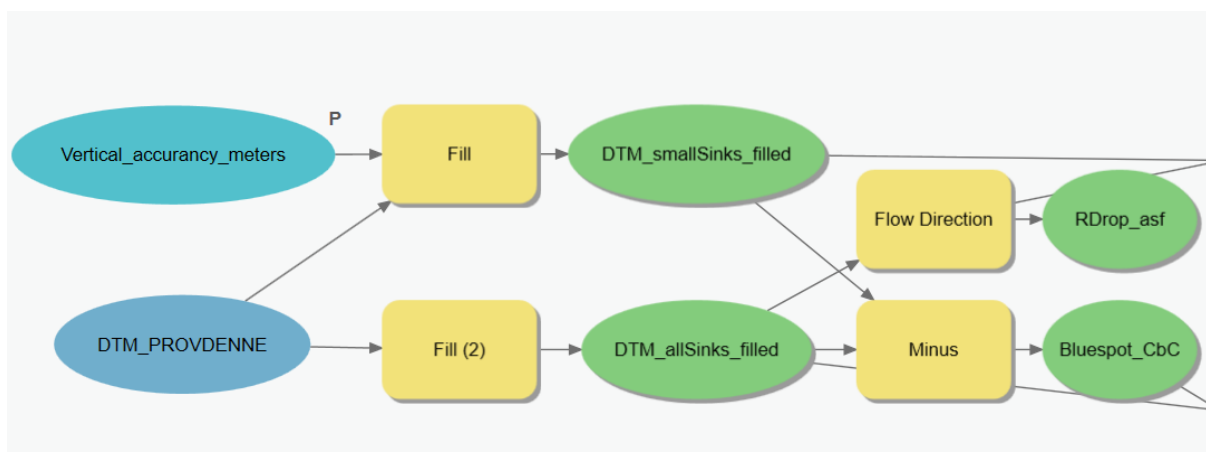 P
Vertical_accurancy_meters
Fill
DTM_smallSinks_filled
Flow Direction
RDrop_asf
DTM_PROVDENNE
Fill (2)
DTM_allSinks_filled
Minus
Bluespot_CbC